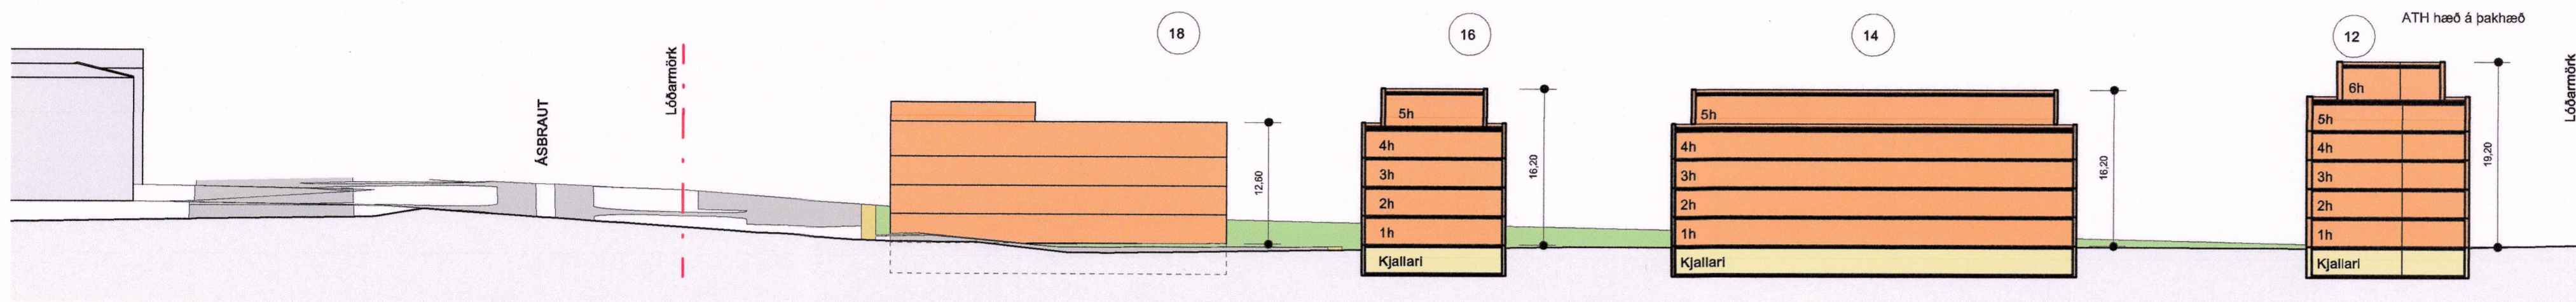 ATH hæð á þakhæð
18
16
14
12
ÁSBRAUT
Lóðarmörk
12,60
5h
4h
3h
2h
1h
Kjallari
16,20
5h
4h
3h
2h
1h
Kjallari
16,20
6h
5h
4h
3h
2h
1h
Kjallari
19,20
Lóðarmörk